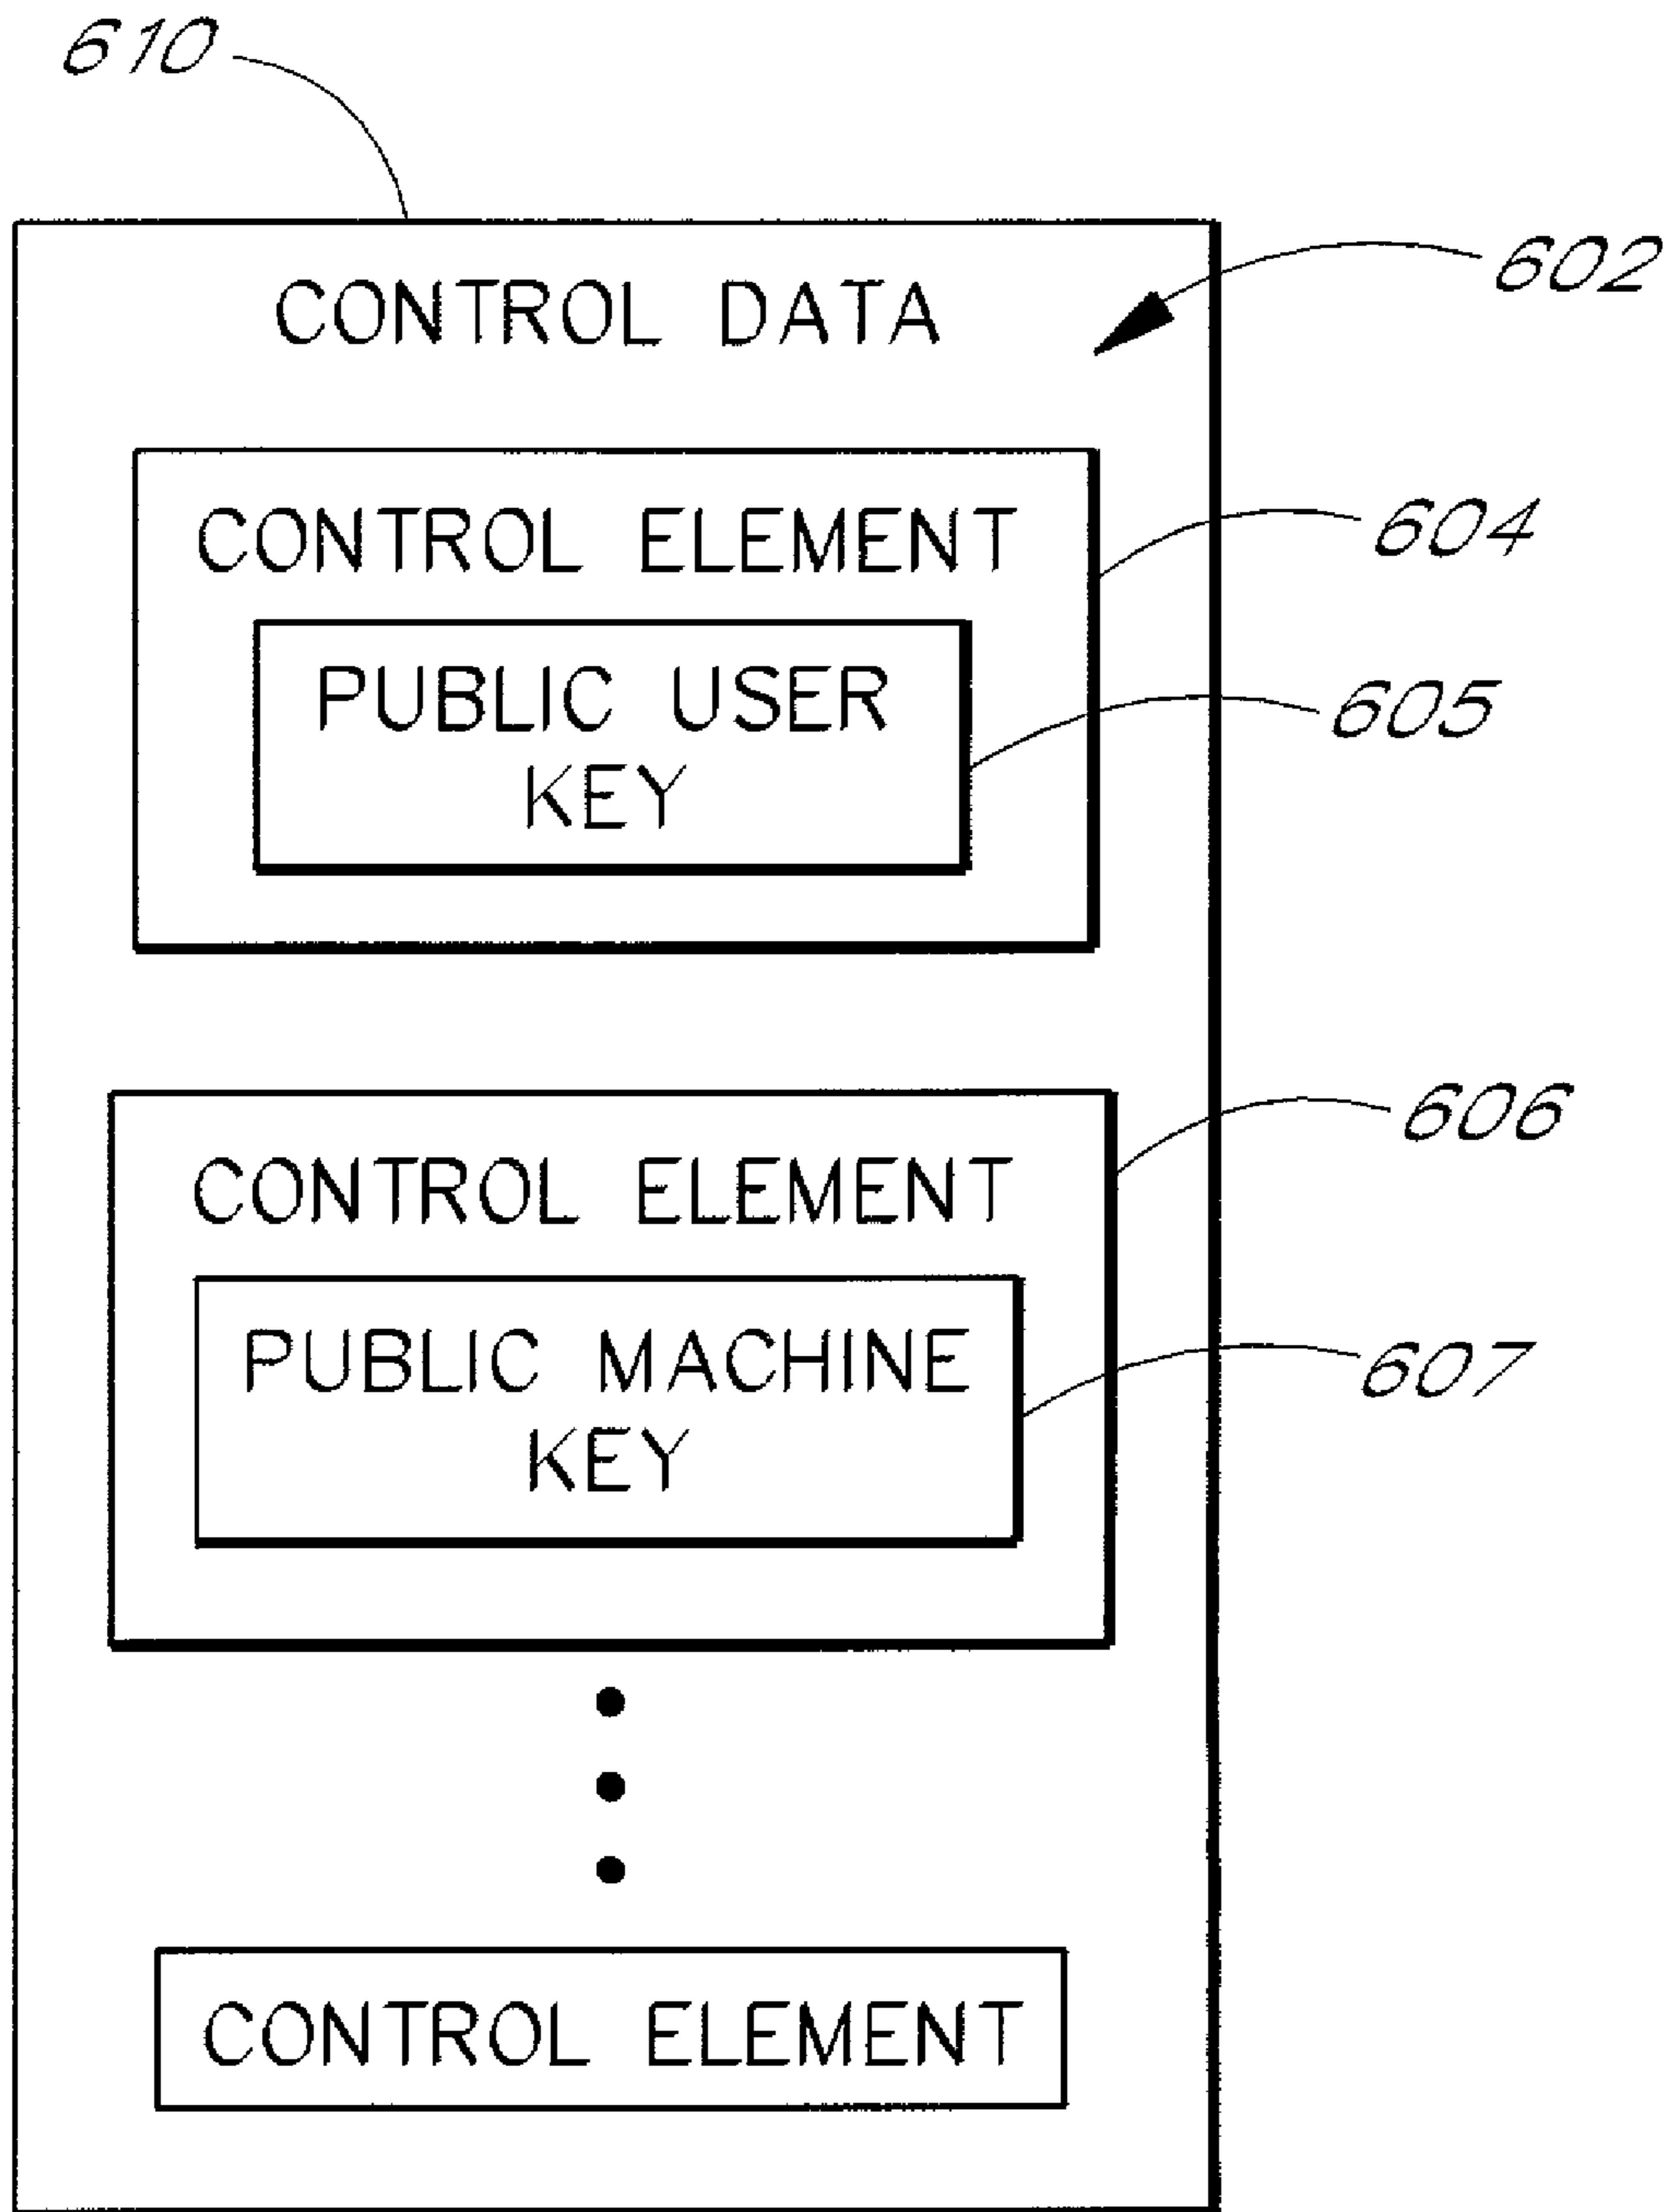 610
CONTROL DATA
602
CONTROL ELEMENT
604
PUBLIC USER
KEY
605
CONTROL ELEMENT
606
PUBLIC MACHINE
KEY
607
CONTROL ELEMENT